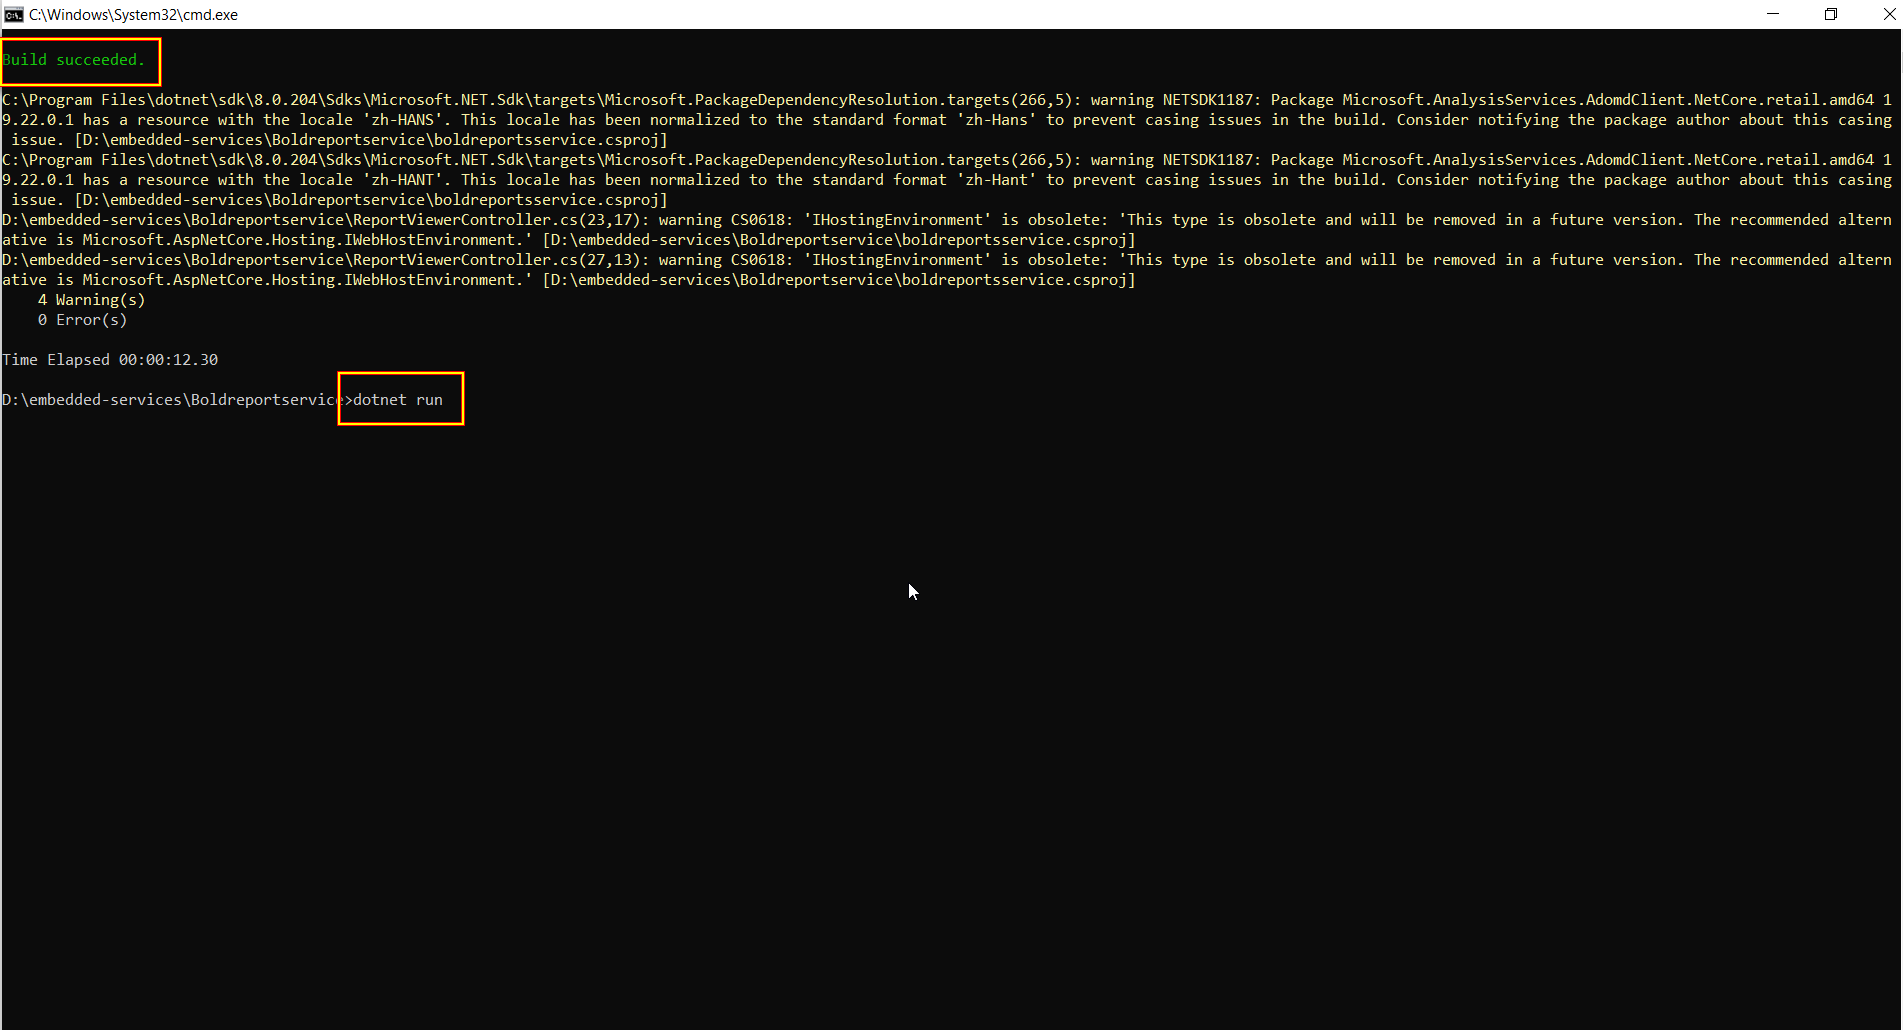 C:\Windows\System32\cmd.exe
Build succeeded.
C:\Program Files\dotnet\sdk\8.0.204\Sdks\Microsoft.NET.Sdk\targets\Microsoft.PackageDependencyResolution.targets(266,5): warning NETSDK1187: Package Microsoft.AnalysisServices.AdomdClient.NetCore.retail.amd64 1
9.22.0.1 has a resource with the locale 'zh-HANS'. This locale has been normalized to the standard format 'zh-Hans' to prevent casing issues in the build. Consider notifying the package author about this casing
issue. [D:\embedded-services\Boldreportservice\boldreportsservice.csproj]
C:\Program Files\dotnet\sdk\8.0.204\Sdks\Microsoft.NET.Sdk\targets\Microsoft.PackageDependencyResolution.targets(266,5): warning NETSDK1187: Package Microsoft.AnalysisServices.AdomdClient.NetCore.retail.amd64 1
9.22.0.1 has a resource with the locale 'zh-HANT'. This locale has been normalized to the standard format 'zh-Hant' to prevent casing issues in the build. Consider notifying the package author about this casing
issue. [D:\embedded-services\Boldreportservice\boldreportsservice.csproj]
D:\embedded-services\Boldreportservice\ReportViewerController.cs(23,17): warning CS0618: 'IHostingEnvironment' is obsolete: 'This type is obsolete and will be removed in a future version. The recommended altern
ative is Microsoft.AspNetCore.Hosting.IWebHostEnvironment.' [D:\embedded-services\Boldreportservice\boldreportsservice.csproj]
D:\embedded-services\Boldreportservice\ReportViewerController.cs(27,13): warning CS0618: 'IHostingEnvironment' is obsolete: 'This type is obsolete and will be removed in a future version. The recommended altern
ative is Microsoft.AspNetCore.Hosting.IWebHostEnvironment.' [D:\embedded-services\Boldreportservice\boldreportsservice.csproj]
4 Warning(s)
0 Error(s)
Time Elapsed 00:00:12.30
D:\embedded-services\Boldreportservice>dotnet run